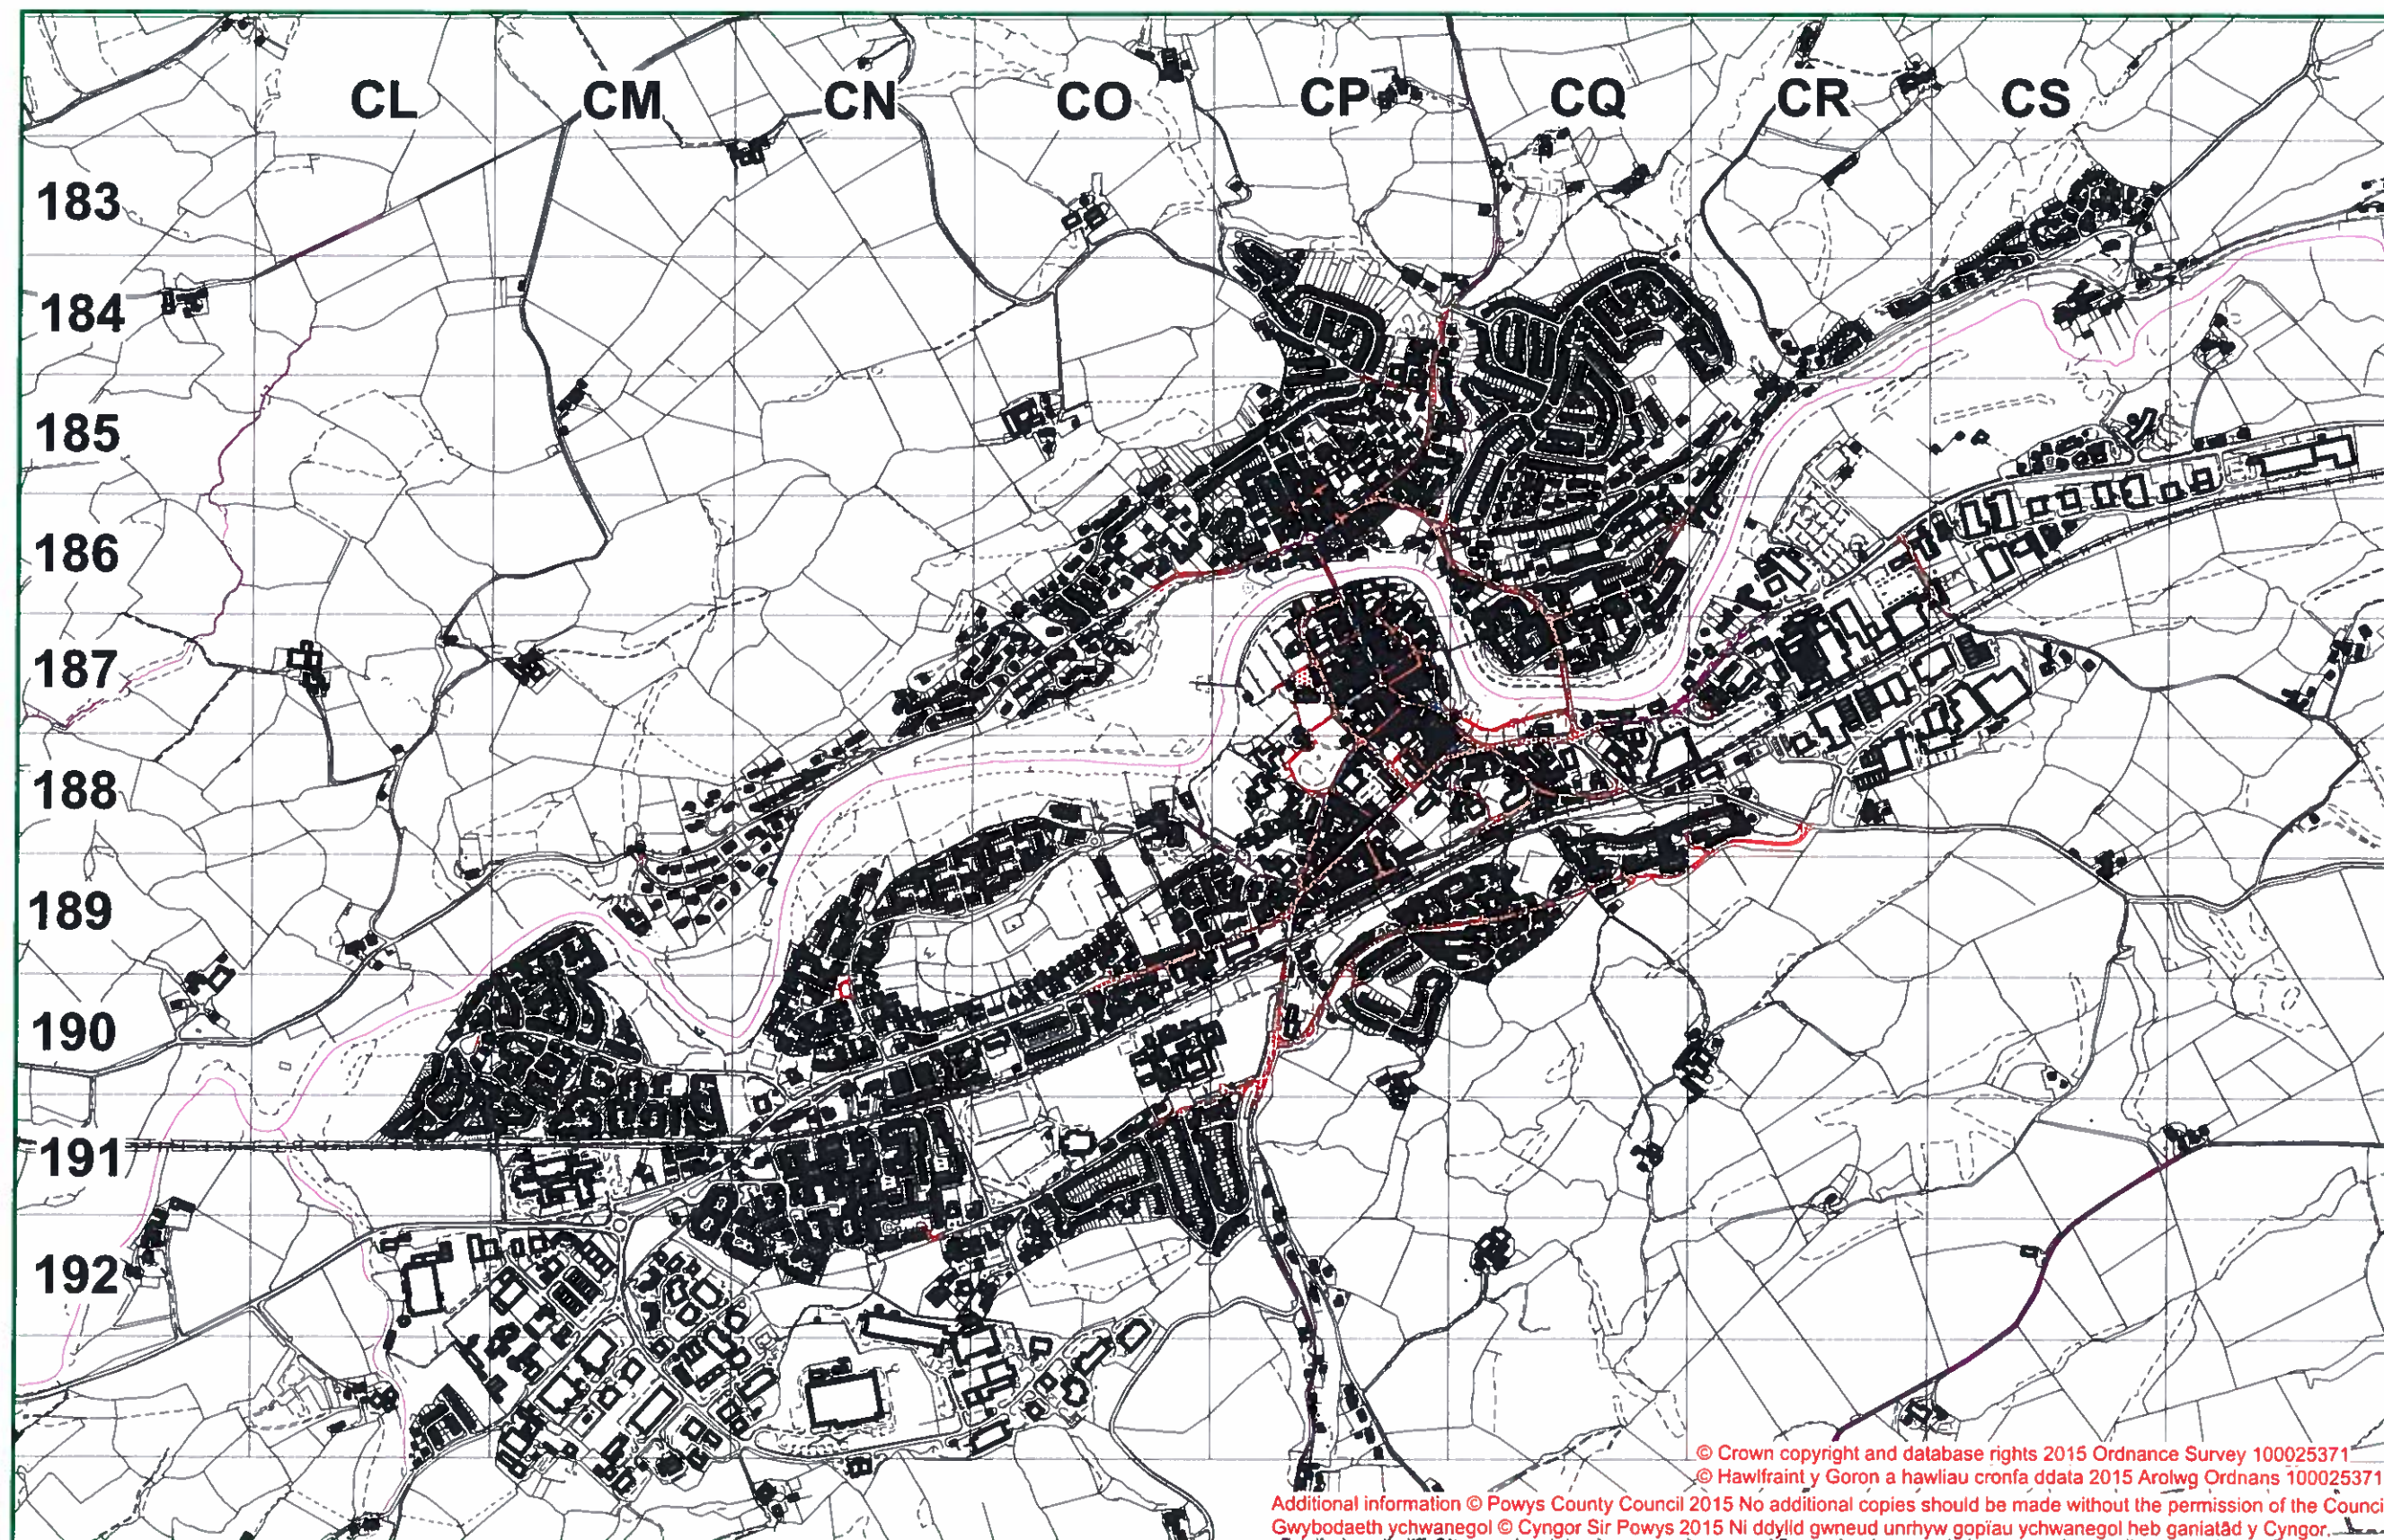 CL CM CN CO CP CQ CR CS
183
184
185
186
187
188
189
190
191
192
© Crown copyright and database rights 2015 Ordnance Survey 100025371
© Hawlfraint y Goron a hawliau cronfa ddata 2015 Arolwg Ordnans 100025371
Additional information © Powys County Council 2015 No additional copies should be made without the permission of the Counci
Gwybodaeth ychwanegol © Cyngor Sir Powys 2015 Ni ddylid gwneud unrhyw gopïau ychwanegol heb ganiatâd y Cyngor.